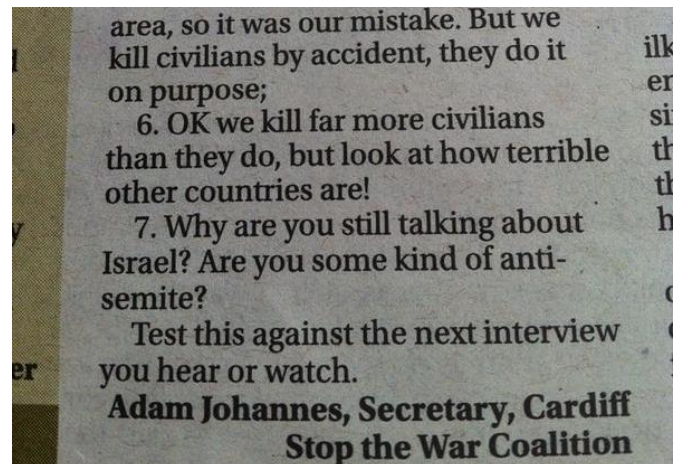 area, so it was our mistake. But we
kill civilians by accident, they do it
on purpose;
6. OK we kill far more civilians
than they do, but look at how terrible
other countries are!
7. Why are you still talking about
Israel? Are you some kind of anti-
semite?
Test this against the next interview
you hear or watch.
Adam Johannes, Secretary, Cardiff
Stop the War Coalition